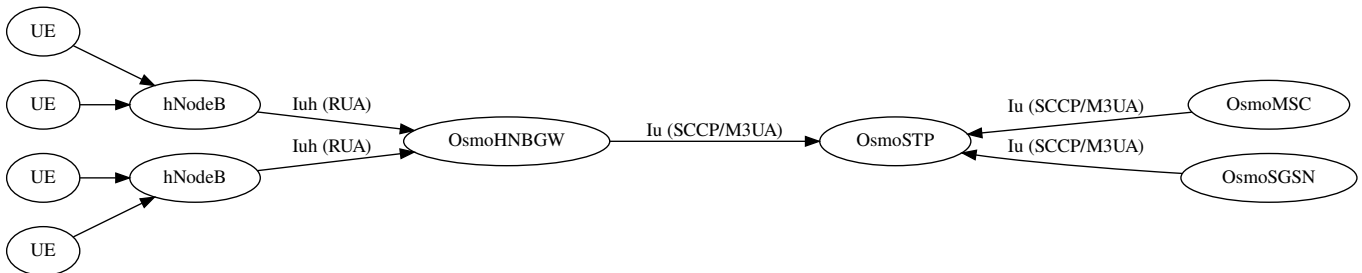 UE
UE
UE
UE
hNodeB
hNodeB
Iuh (RUA)
Iuh (RUA)
OsmoHNBGW
Iu (SCCP/M3UA)
OsmoSTP
Iu (SCCP/M3UA)
Iu (SCCP/M3UA)
OsmoMSC
OsmoSGSN